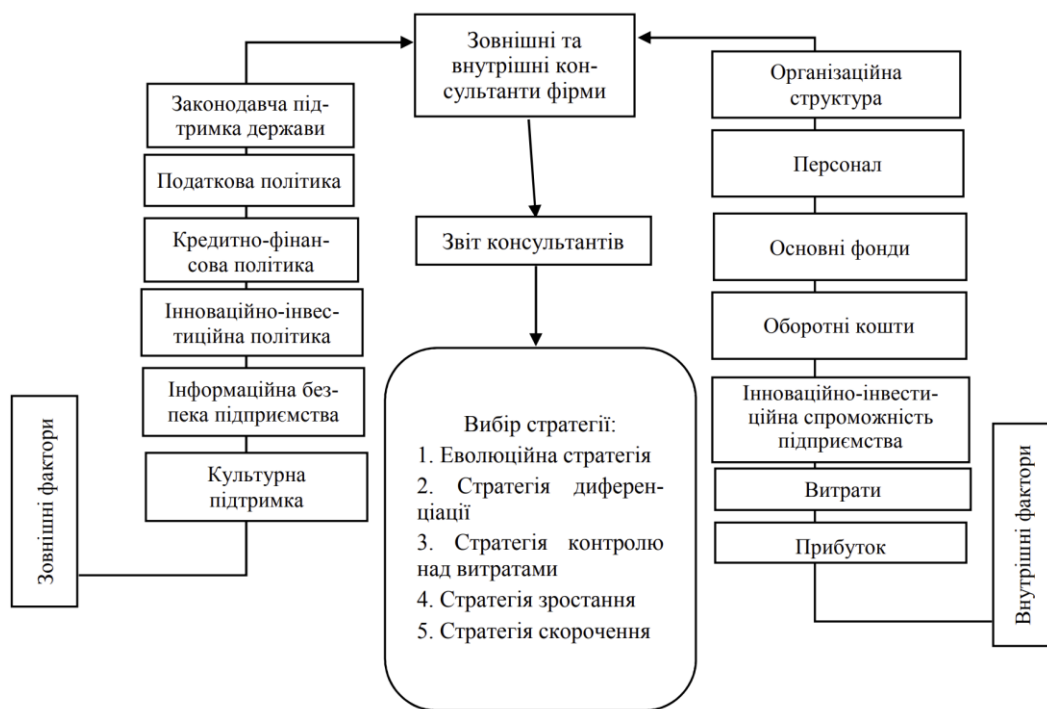 Зовнішні та
внутрішні кон-
сультанти фірми
Законодавча під-
тримка держави
Податкова політика
Кредитно-фінан-
сова політика
Інноваційно-інвес-
тиційна політика
Інформаційна без-
пека підприємства
Культурна
підтримка
Зовнішні фактори
Звіт консультантів
Вибір стратегії:
1. Еволюційна стратегія
2. Стратегія диферен-
ціації
3. Стратегія контролю
над витратами
4. Стратегія зростання
5. Стратегія скорочення
Організаційна
структура
Персонал
Основні фонди
Оборотні кошти
Інноваційно-інвести-
ційна спроможність
підприємства
Витрати
Прибуток
Внутрішні фактори